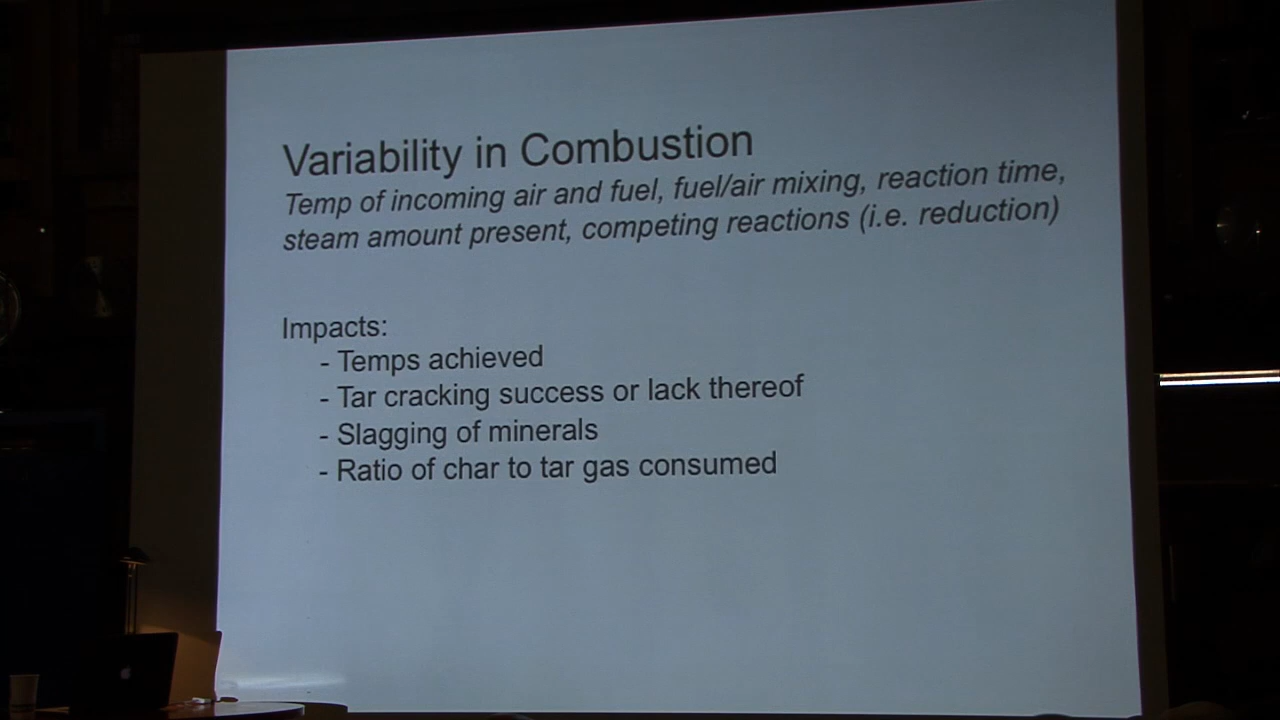 Variability in Combustion
Temp of incoming air and fuel, fuel/air mixing, reaction time,
steam amount present, competing reactions (i.e. reduction)
Impacts:
- Temps achieved
- Tar cracking success or lack thereof
- Slagging of minerals
- Ratio of char to tar gas consumed